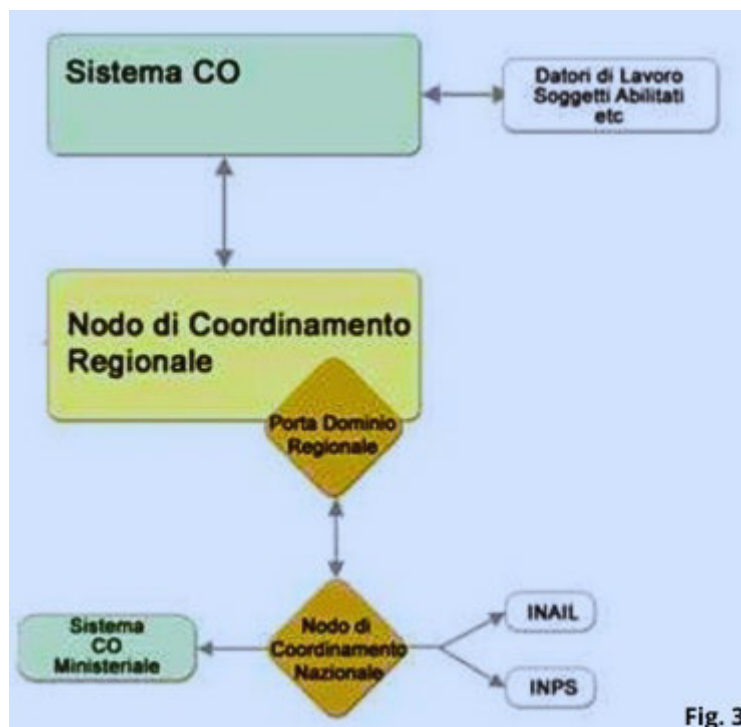 Sistema CO
Datori di Lavoro
Soggetti Abilitati
etc
Nodo di Coordinamento
Regionale
Porta Dominio
Regionale
Sistema
CO
Ministeriale
Nodo di
Coordinamento
Nazionale
INAIL
INPS
Fig. 3